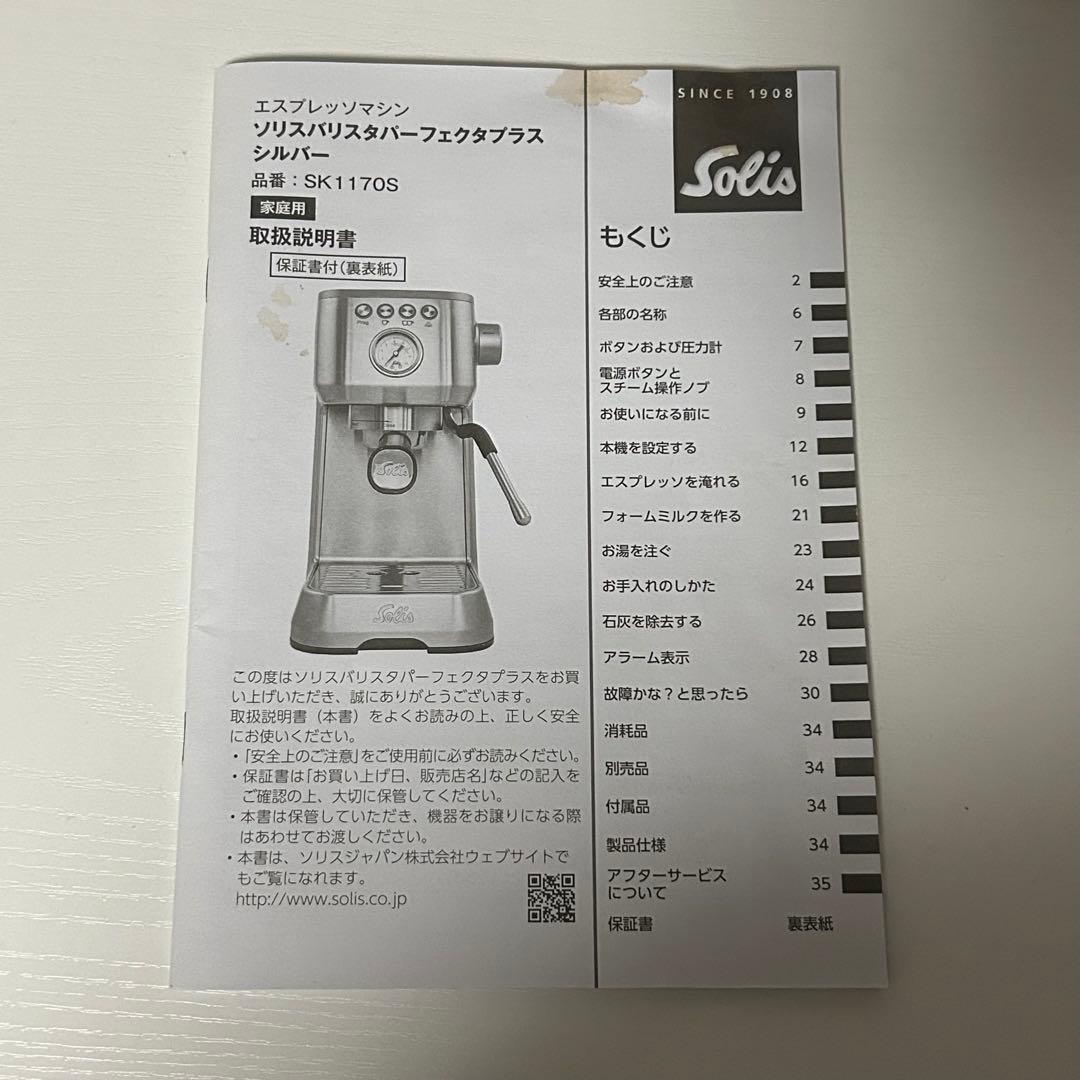 エスプレッソマシン
ソリスバリスタパーフェクタプラス
シルバー
品番：SK1170S
家庭用
取扱説明書
保証書付(裏表紙)
Prog
Solis
Solis
この度はソリスバリスタパーフェクタプラスをお買
い上げいただき、誠にありがとうございます。
取扱説明書（本書）をよくお読みの上、正しく安全
にお使いください。
・「安全上のご注意」をご使用前に必ずお読みください。
・保証書は「お買い上げ日、販売店名」などの記入を
ご確認の上、大切に保管してください。
・本書は保管していただき、機器をお譲りになる際
はあわせてお渡しください。
・本書は、ソリスジャパン株式会社ウェブサイトで
もご覧になれます。
http://www.solis.co.jp
SINCE 1908
Solis
もくじ
安全上のご注意 2
各部の名称 6
ボタンおよび圧力計 7
電源ボタンと
スチーム操作ノブ 8
お使いになる前に 9
本機を設定する 12
エスプレッソを淹れる 16
フォームミルクを作る 21
お湯を注ぐ 23
お手入れのしかた 24
石灰を除去する 26
アラーム表示 28
故障かな？と思ったら 30
消耗品 34
別売品 34
付属品 34
製品仕様 34
アフターサービス
について 35
保証書 裏表紙